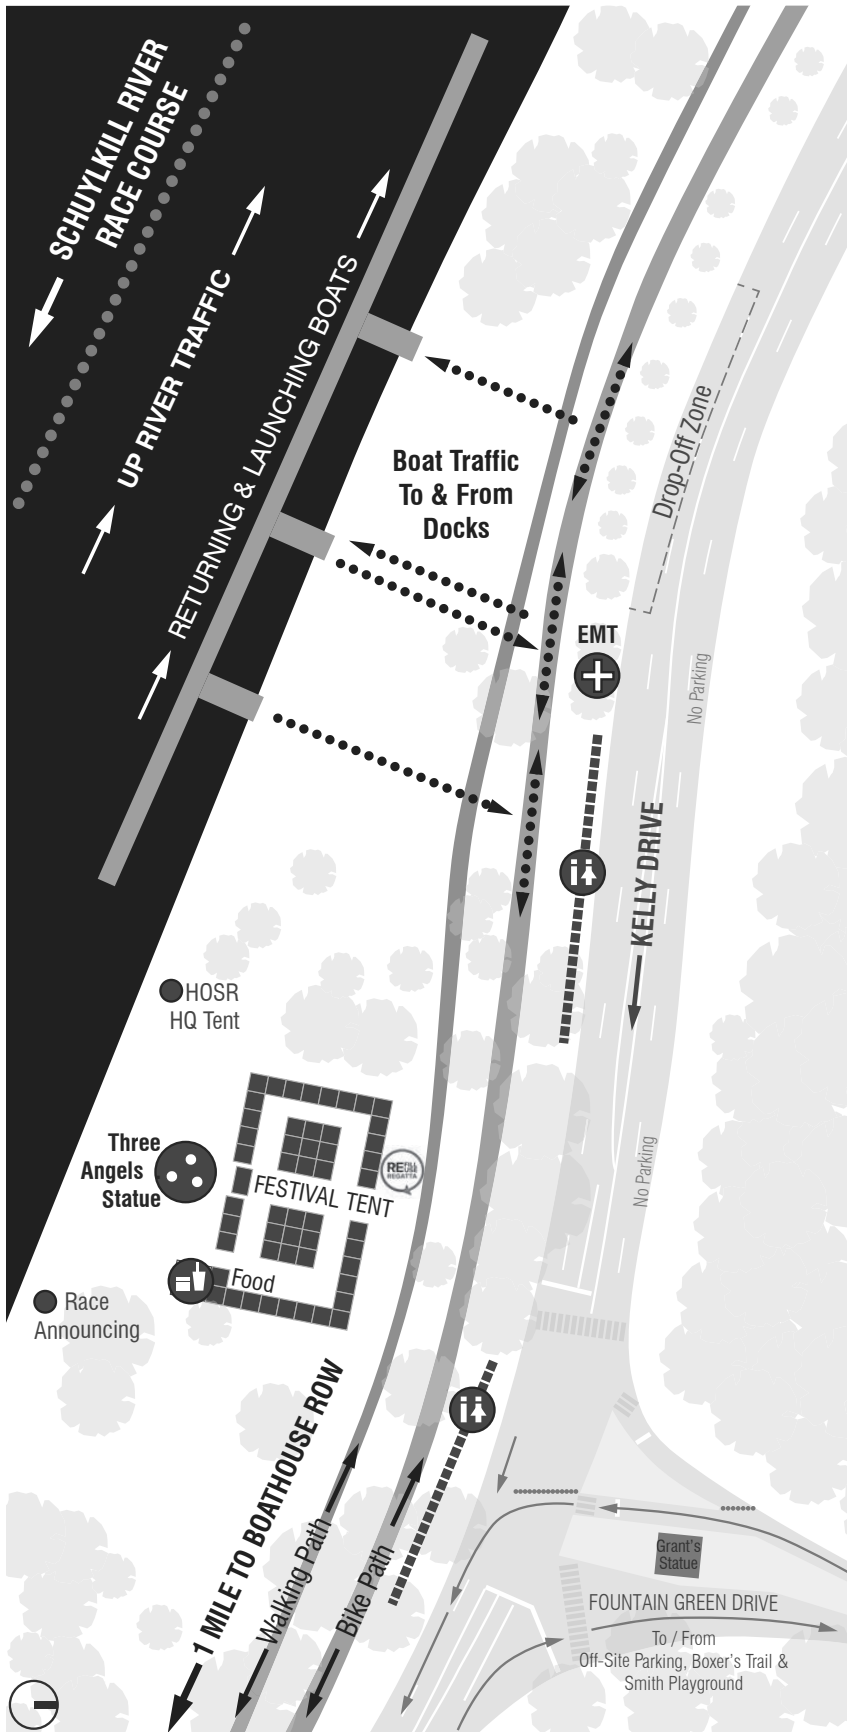 SCHUYLKILL RIVER
RACE COURSE
UP RIVER TRAFFIC
RETURNING & LAUNCHING BOATS
Boat Traffic
To & From
Docks
Drop-Off Zone
EMT
No Parking
KELLY DRIVE
HOSR
HQ Tent
Three
Angels
Statue
FESTIVAL TENT
REFILL
REUSE
REGATTA
No Parking
Food
Race
Announcing
1 MILE TO BOATHOUSE ROW
Walking Path
Bike Path
Grant's
Statue
FOUNTAIN GREEN DRIVE
To / From
Off-Site Parking, Boxer's Trail &
Smith Playground